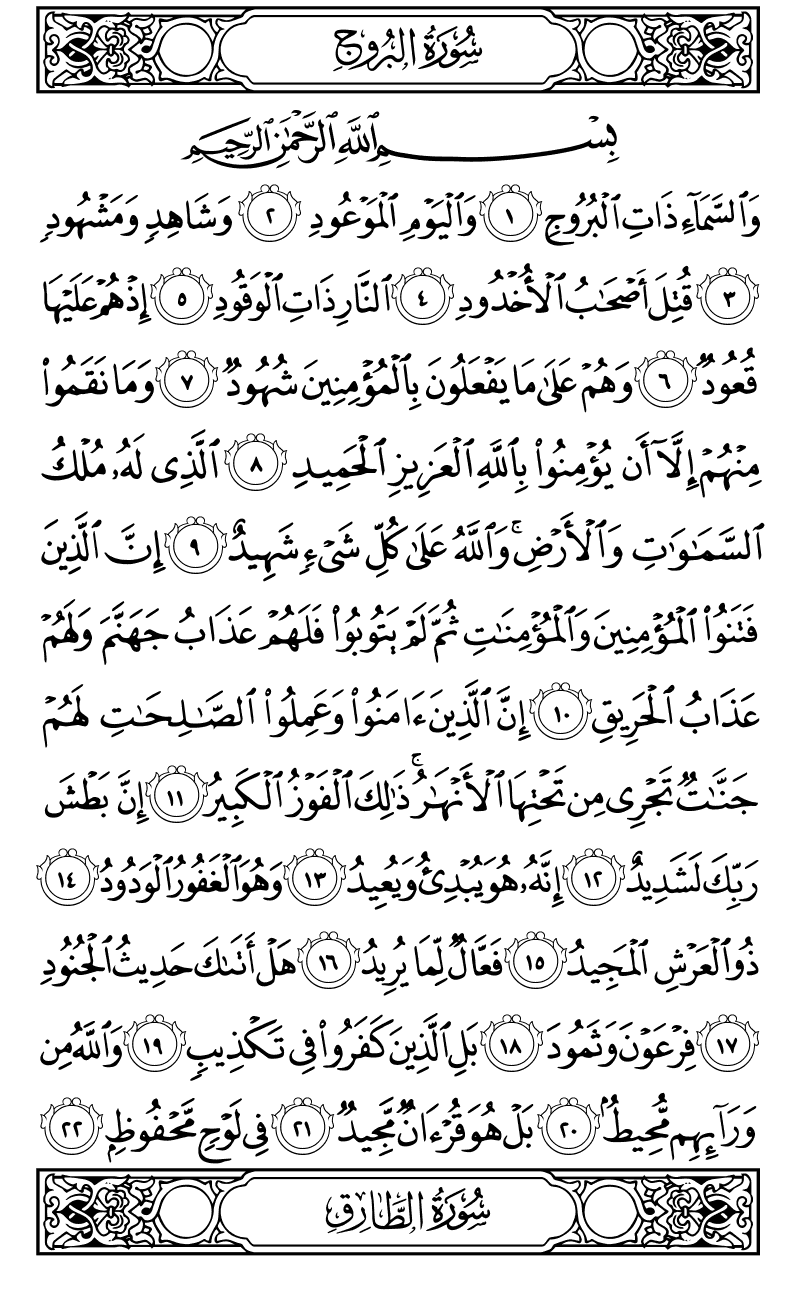 سُورَةُ البُرُوجِ
بِسْمِ ٱللَّهِ ٱلرَّحْمَٰنِ ٱلرَّحِيمِ
وَٱلسَّمَآءِ ذَاتِ ٱلْبُرُوجِ ١ وَٱلْيَوْمِ ٱلْمَوْعُودِ ٢ وَشَاهِدٍ وَمَشْهُودٍ
٣ قُتِلَ أَصْحَٰبُ ٱلْأُخْدُودِ ٤ ٱلنَّارِ ذَاتِ ٱلْوَقُودِ ٥ إِذْ هُمْ عَلَيْهَا
قُعُودٌ ٦ وَهُمْ عَلَىٰ مَا يَفْعَلُونَ بِٱلْمُؤْمِنِينَ شُهُودٌ ٧ وَمَا نَقَمُوا۟
مِنْهُمْ إِلَّآ أَن يُؤْمِنُوا۟ بِٱللَّهِ ٱلْعَزِيزِ ٱلْحَمِيدِ ٨ ٱلَّذِى لَهُۥ مُلْكُ
ٱلسَّمَٰوَٰتِ وَٱلْأَرْضِ ۚ وَٱللَّهُ عَلَىٰ كُلِّ شَىْءٍ شَهِيدٌ ٩ إِنَّ ٱلَّذِينَ
فَتَنُوا۟ ٱلْمُؤْمِنِينَ وَٱلْمُؤْمِنَٰتِ ثُمَّ لَمْ يَتُوبُوا۟ فَلَهُمْ عَذَابُ جَهَنَّمَ وَلَهُمْ
عَذَابُ ٱلْحَرِيقِ ١٠ إِنَّ ٱلَّذِينَ ءَامَنُوا۟ وَعَمِلُوا۟ ٱلصَّٰلِحَٰتِ لَهُمْ
جَنَّٰتٌ تَجْرِى مِن تَحْتِهَا ٱلْأَنْهَٰرُ ۚ ذَٰلِكَ ٱلْفَوْزُ ٱلْكَبِيرُ ١١ إِنَّ بَطْشَ
رَبِّكَ لَشَدِيدٌ ١٢ إِنَّهُۥ هُوَ يُبْدِئُ وَيُعِيدُ ١٣ وَهُوَ ٱلْغَفُورُ ٱلْوَدُودُ ١٤
ذُو ٱلْعَرْشِ ٱلْمَجِيدُ ١٥ فَعَّالٌ لِّمَا يُرِيدُ ١٦ هَلْ أَتَىٰكَ حَدِيثُ ٱلْجُنُودِ
١٧ فِرْعَوْنَ وَثَمُودَ ١٨ بَلِ ٱلَّذِينَ كَفَرُوا۟ فِى تَكْذِيبٍ ١٩ وَٱللَّهُ مِن
وَرَآئِهِم مُّحِيطٌۢ ٢٠ بَلْ هُوَ قُرْءَانٌ مَّجِيدٌ ٢١ فِى لَوْحٍ مَّحْفُوظٍۭ ٢٢
سُورَةُ الطَّارِقِ